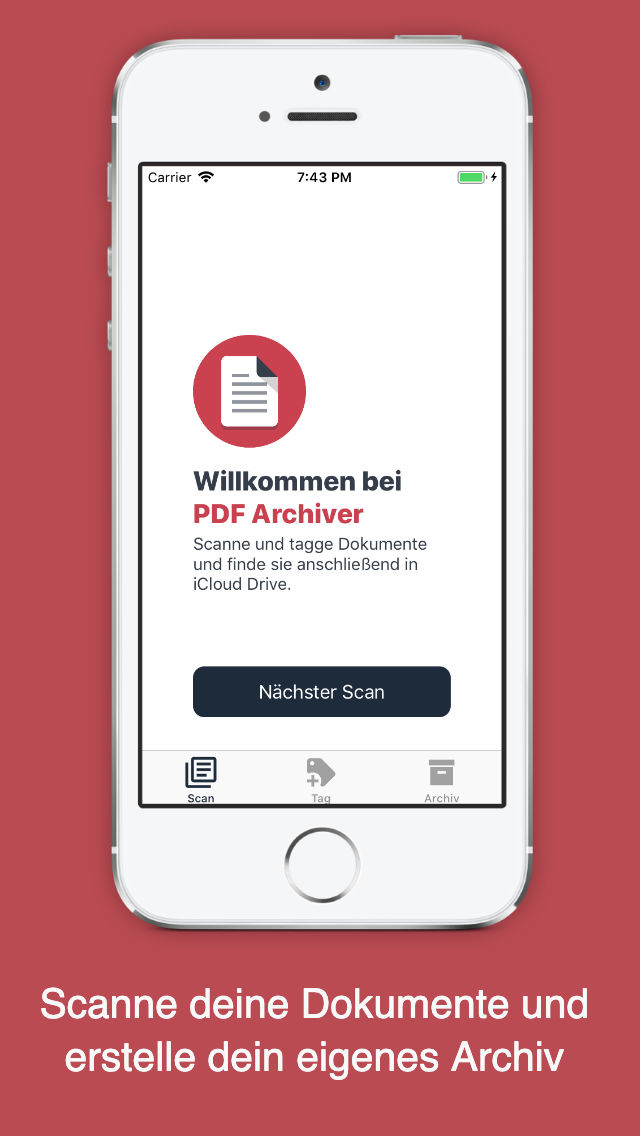 Carrier 7:43 PM
Willkommen bei
PDF Archiver
Scanne und tagge Dokumente
und finde sie anschließend in
iCloud Drive.
Nächster Scan
Scan Tag Archiv
Scanne deine Dokumente und
erstelle dein eigenes Archiv